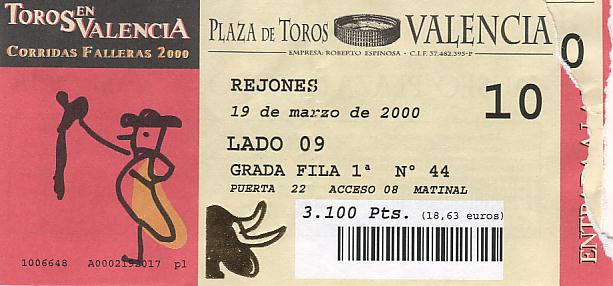 TOROS EN VALENCIA
CORRIDAS FALLERAS 2000
PLAZA DE TOROS VALENCIA
EMPRESA: ROBERTO ESPINOSA - C.I.F. 37.482.395-P
REJONES
19 de marzo de 2000
10
LADO 09
GRADA FILA 1ª Nº 44
PUERTA 22 ACCESO 08 MATINAL
3.100 Pts. (18,63 euros)
1006648 A0002192017 p1
0